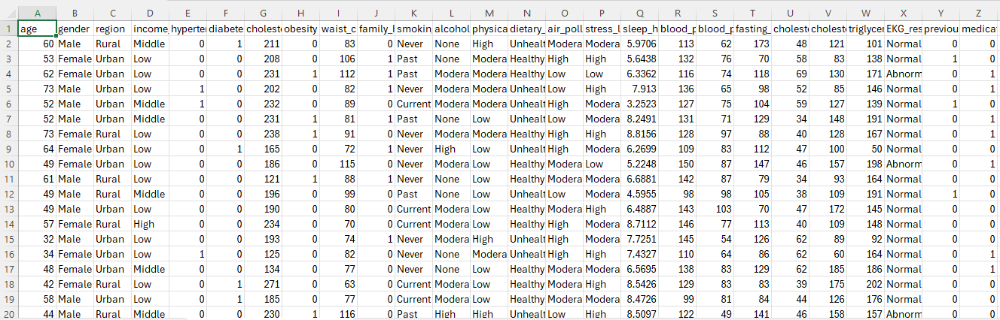 A B C D E F G H I J K L M N O P Q R S T U V W X Y Z
1 age gender region income hyperte diabete cholest obesity waist_c family_h smokin alcohol physica dietary_ air_poll stress_l sleep_h blood_p blood_p fasting_ cholest cholest triglycer EKG_res previou medica
2 60 Male Rural Middle 0 1 211 0 83 0 Never None High Unhealt Modera Modera 5.9706 113 62 173 48 121 101 Normal 0 0
3 53 Female Urban Low 0 0 208 0 106 1 Past None Modera Healthy High High 5.6438 132 76 70 58 83 138 Normal 1 0
4 62 Female Urban Low 0 0 231 1 112 1 Past Modera Modera Healthy Low Low 6.3362 116 74 118 69 130 171 Abnorm 0 1
5 73 Male Urban Low 1 0 202 0 82 1 Never Modera Modera Unhealt Low High 7.913 136 65 98 52 85 146 Normal 0 1
6 52 Male Urban Middle 1 0 232 0 89 0 Current Modera Modera Unhealt High Modera 3.2523 127 75 104 59 127 139 Normal 1 0
7 52 Male Urban Middle 0 0 231 1 81 1 Past None Low Unhealt Low Modera 8.2491 131 71 129 34 148 191 Normal 0 1
8 73 Female Rural Low 0 0 238 1 91 0 Never Modera Modera Healthy High High 8.8156 128 97 88 40 128 167 Normal 0 1
9 64 Female Urban Low 0 1 165 0 72 1 Never High Low Unhealt High Modera 6.2699 109 83 112 47 100 50 Normal 0 0
10 49 Female Urban Low 0 0 186 0 115 0 Never Modera Low Healthy Modera Low 5.2248 150 87 147 46 157 198 Abnorm 0 1
11 61 Male Rural Low 0 0 121 1 88 1 Never None Low Healthy Modera Modera 6.6881 142 87 79 34 93 164 Normal 0 0
12 49 Male Rural Middle 0 0 196 0 99 0 Past None Low Unhealt Low Modera 4.5955 98 98 105 38 109 191 Normal 1 0
13 49 Male Urban Low 0 0 190 0 80 0 Current Modera Low Healthy Modera High 6.4887 143 103 70 47 172 145 Normal 0 0
14 57 Female Rural High 0 0 234 0 70 0 Current Modera Low Healthy High Modera 8.7112 146 77 113 40 109 148 Normal 0 0
15 32 Male Urban Low 0 0 193 0 74 1 Never Modera High Unhealt High Modera 7.7251 145 54 126 62 89 92 Normal 0 0
16 34 Female Urban Low 1 0 125 0 82 0 Never None Modera Unhealt High High 7.4327 110 64 86 62 60 164 Normal 0 1
17 48 Female Urban Middle 0 0 134 0 77 0 Never None Low Healthy Modera Modera 6.5695 138 83 129 62 185 186 Normal 0 1
18 42 Female Rural Low 0 1 271 0 63 0 Current Modera Low Healthy Modera High 8.5426 129 83 83 39 175 202 Normal 0 0
19 58 Male Urban Low 0 1 185 0 77 0 Current Modera Low Healthy Modera Modera 8.4726 99 81 84 44 126 176 Normal 0 0
20 44 Male Rural Middle 0 0 230 1 116 0 Past High High Unhealt Low High 8.5097 122 49 141 46 158 157 Abnorm 0 0